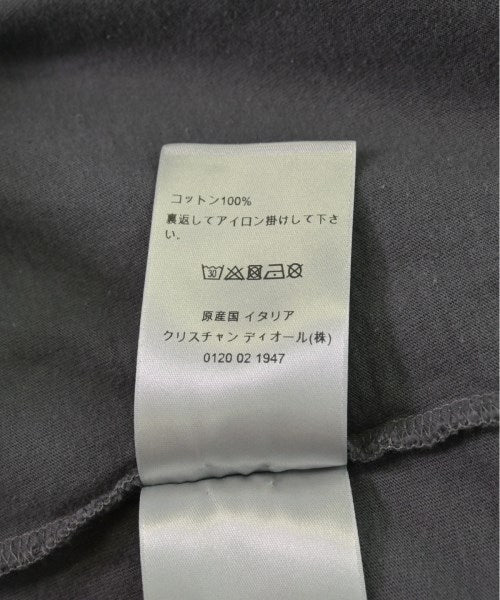 コットン100%
裏返してアイロン掛けして下さ
い.
30
原産国 イタリア
クリスチャン ディオール(株)
0120 02 1947